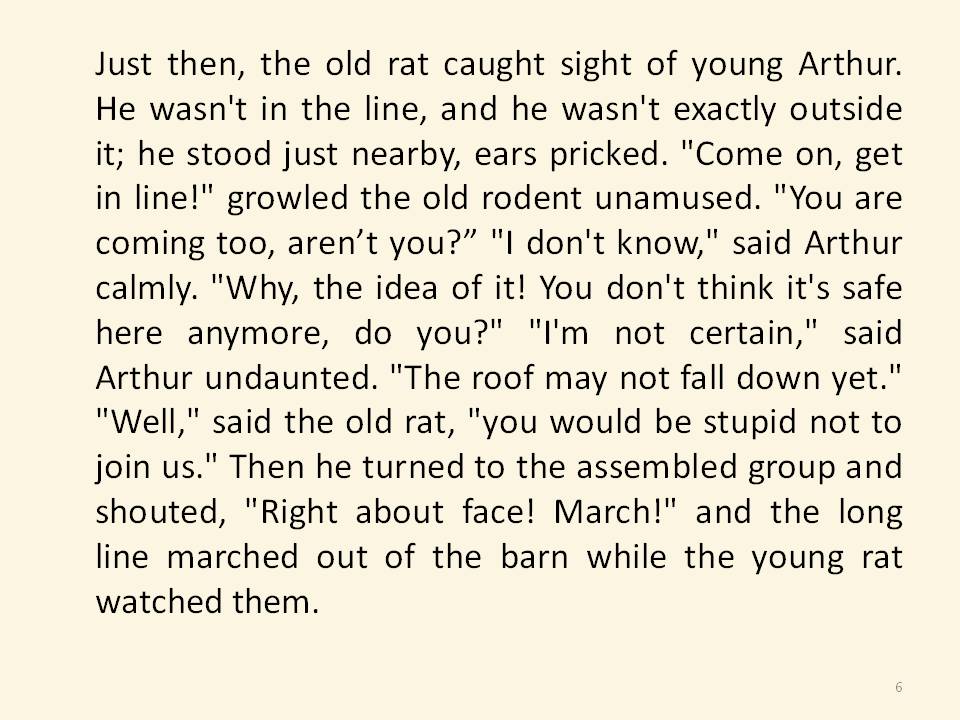 Just then, the old rat caught sight of young Arthur.
He wasn't in the line, and he wasn't exactly outside
it; he stood just nearby, ears pricked. "Come on, get
in line!" growled the old rodent unamused. "You are
coming too, aren’t you?” "I don't know," said Arthur
calmly. "Why, the idea of it! You don't think it's safe
here anymore, do you?" "I'm not certain," said
Arthur undaunted. "The roof may not fall down yet."
"Well," said the old rat, "you would be stupid not to
join us." Then he turned to the assembled group and
shouted, "Right about face! March!" and the long
line marched out of the barn while the young rat
watched them.
6